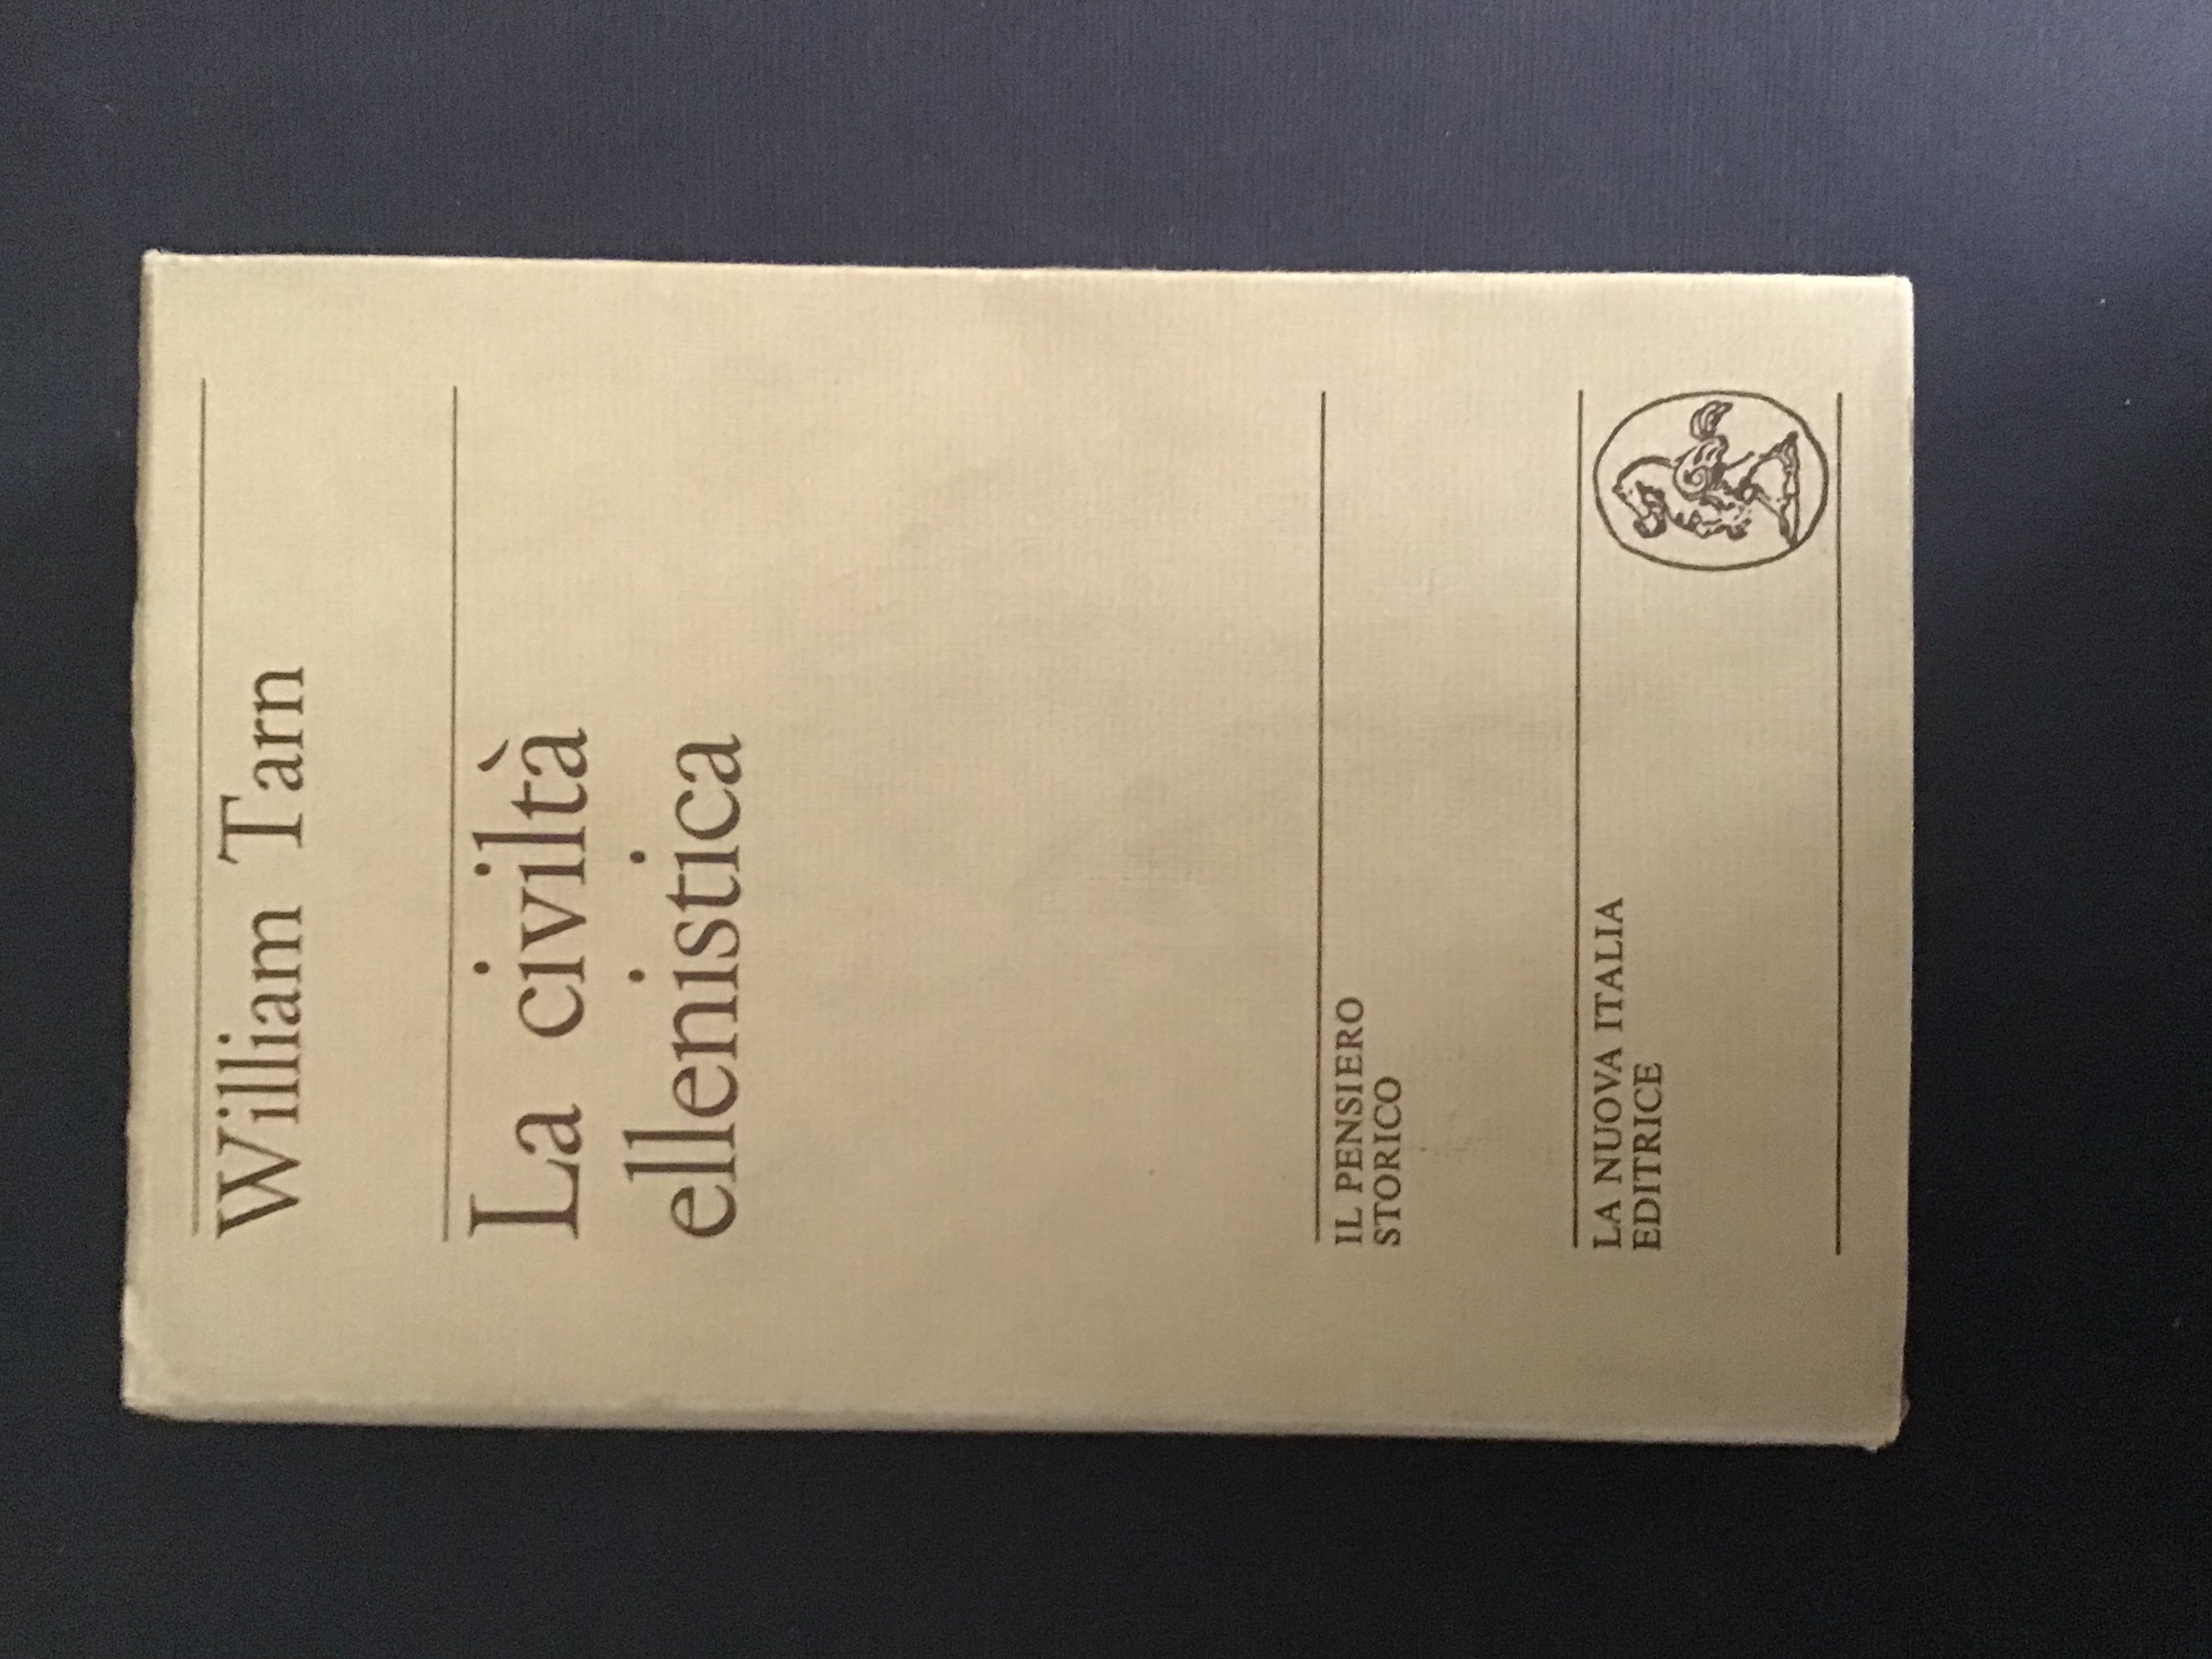 William Tarn
La civiltà
ellenistica
IL PENSIERO
STORICO
LA NUOVA ITALIA
EDITRICE